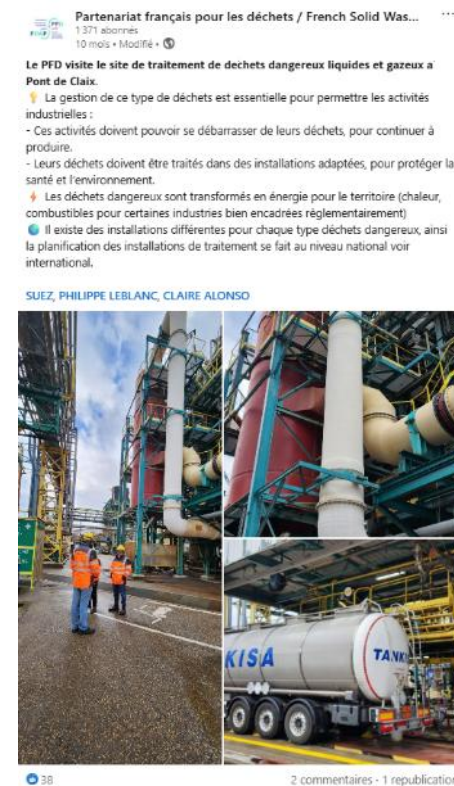 Partenariat français pour les déchets / French Solid Was...
1 371 abonnés
10 mois • Modifié •
Le PFD visite le site de traitement de dechets dangereux liquides et gazeux a
Pont de Claix.
La gestion de ce type de déchets est essentielle pour permettre les activités
industrielles :
- Ces activités doivent pouvoir se débarrasser de leurs déchets, pour continuer à
produire.
- Leurs déchets doivent être traités dans des installations adaptées, pour protéger la
santé et l'environnement.
Les déchets dangereux sont transformés en énergie pour le territoire (chaleur,
combustibles pour certaines industries bien encadrées règlementairement)
Il existe des installations différentes pour chaque type déchets dangereux, ainsi
la planification des installations de traitement se fait au niveau national voir
international.
SUEZ, PHILIPPE LEBLANC, CLAIRE ALONSO
KISA
TANKI
38
2 commentaires · 1 republication